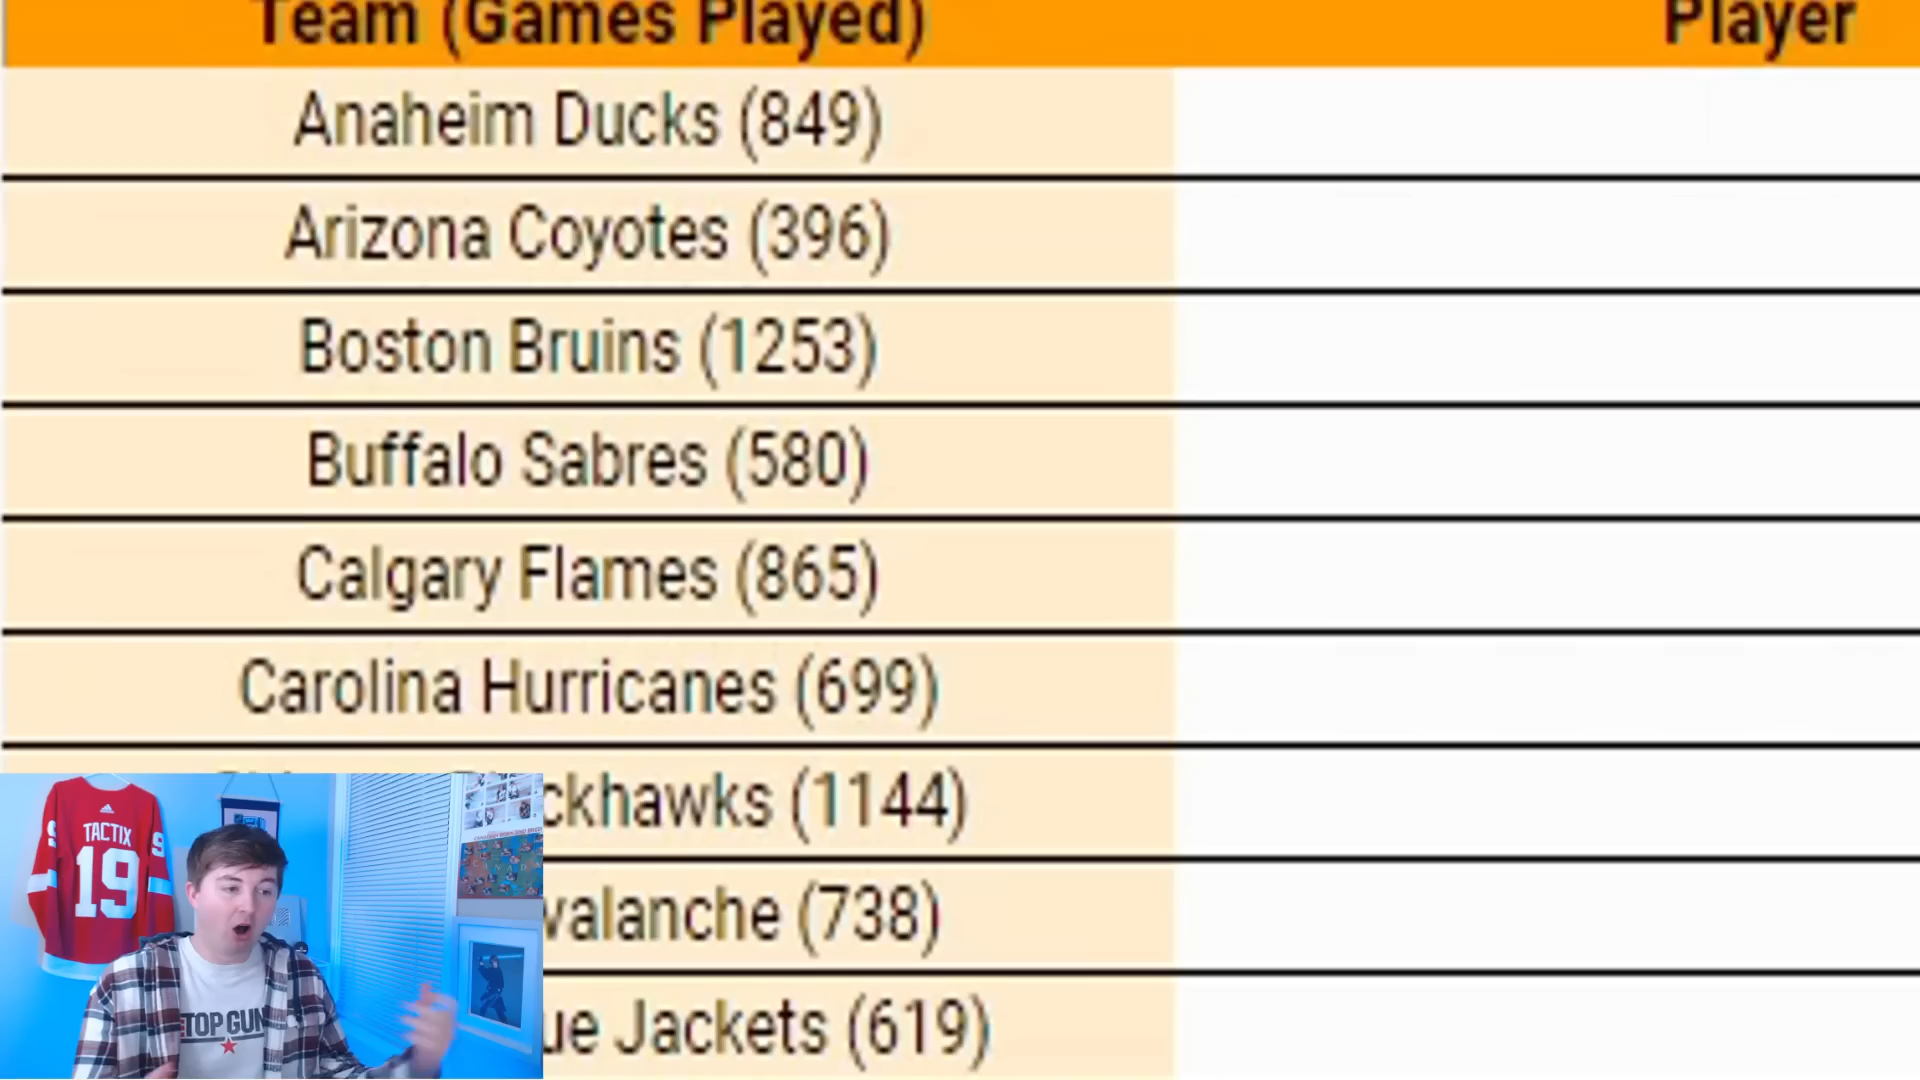 Team (Games Played)
Player
Anaheim Ducks (849)
Arizona Coyotes (396)
Boston Bruins (1253)
Buffalo Sabres (580)
Calgary Flames (865)
Carolina Hurricanes (699)
ckhawks (1144)
valanche (738)
ue Jackets (619)
TACTIX
19
9
TOP GUN